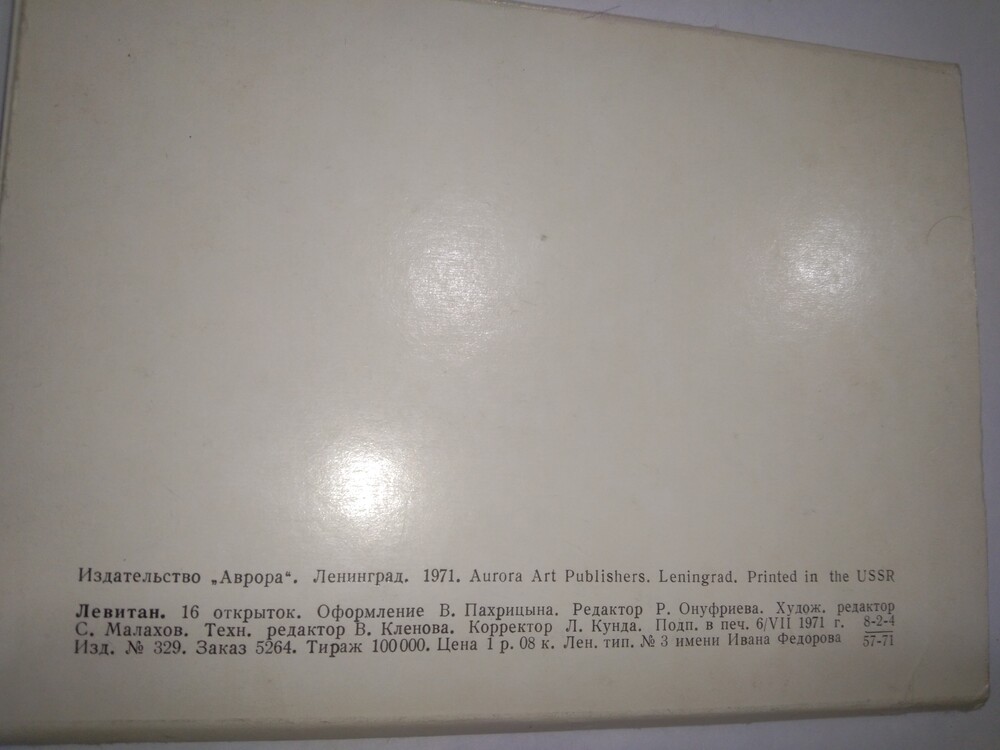 Издательство „Аврора“. Ленинград. 1971. Aurora Art Publishers. Leningrad. Printed in the USSR
Левитан. 16 открыток. Оформление В. Пахрицына. Редактор Р. Онуфриева. Худож. редактор
С. Малахов. Техн. редактор В. Кленова. Корректор Л. Кунда. Подп. в печ. 6/VII 1971 г. 8-2-4
Изд. № 329. Заказ 5264. Тираж 100000. Цена 1 р. 08 к. Лен. тип. № 3 имени Ивана Федорова 57-71